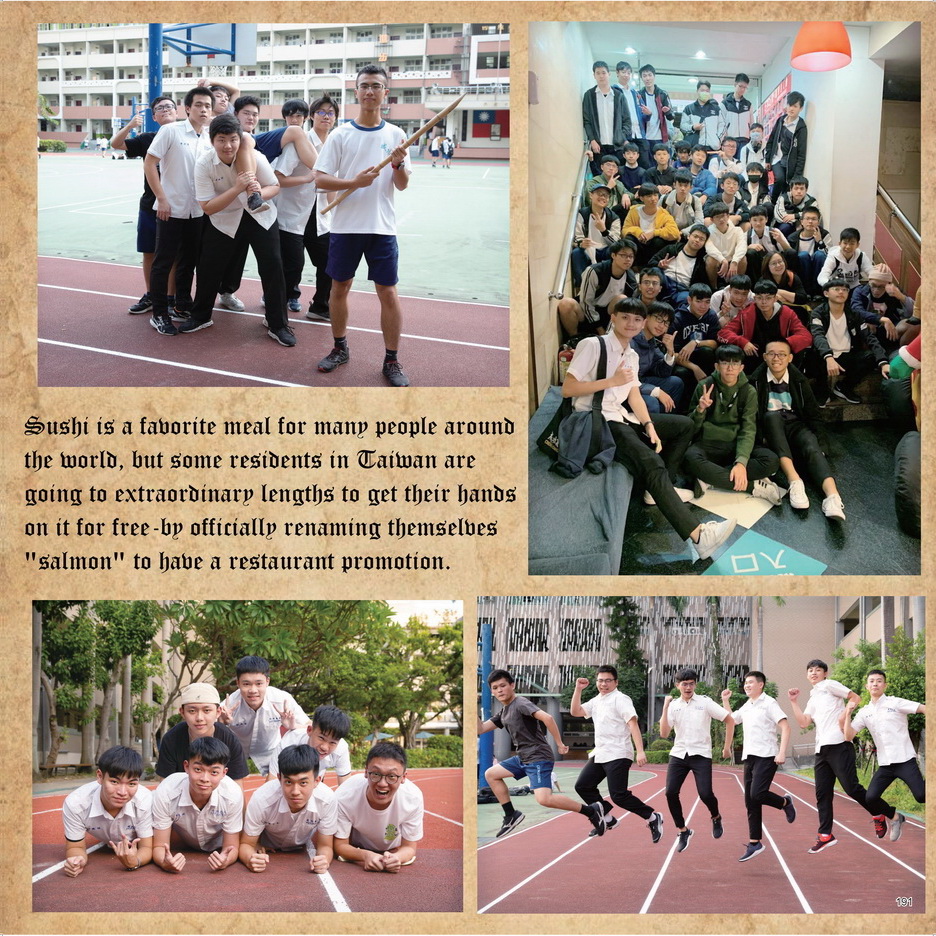 Sushi is a favorite meal for many people around
the world, but some residents in Taiwan are
going to extraordinary lengths to get their hands
on it for free-by officially renaming themselves
"salmon" to have a restaurant promotion.
入口
191